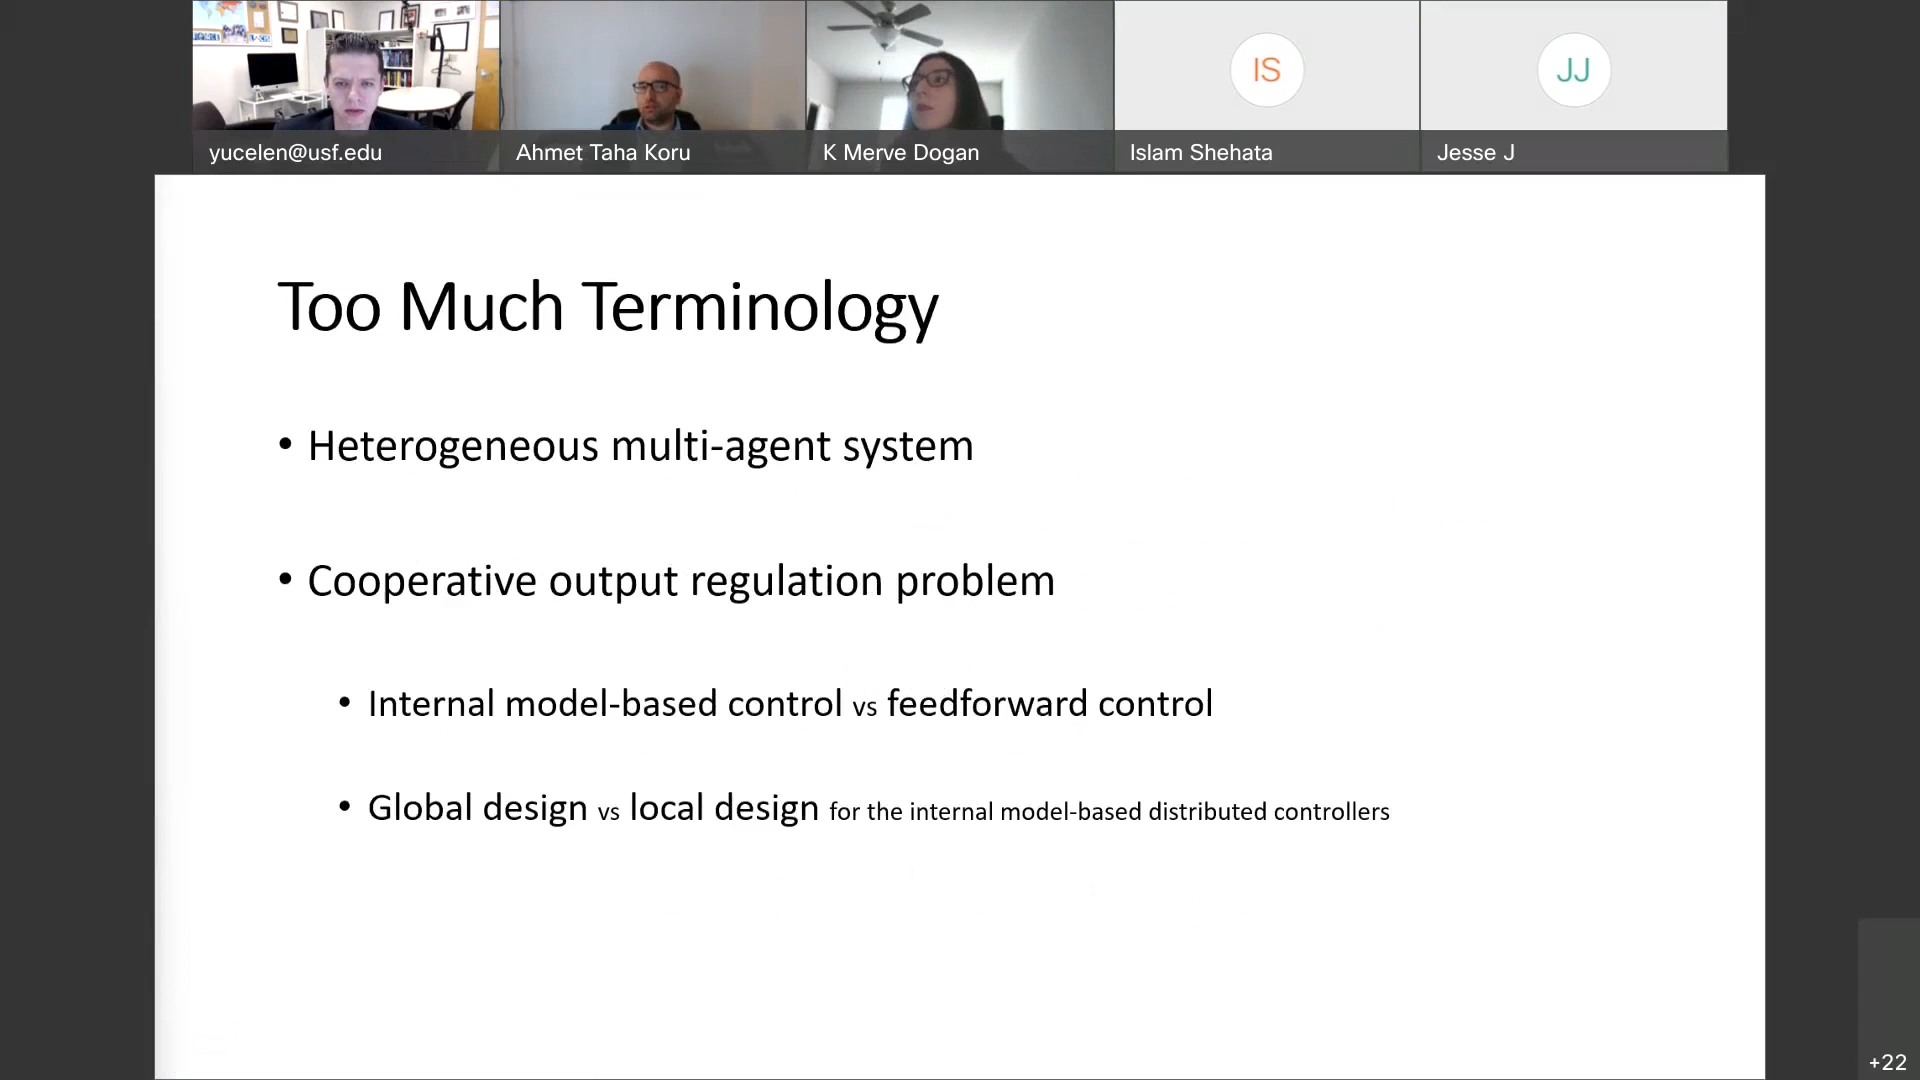 yucelen@usf.edu
Ahmet Taha Koru
K Merve Dogan
IS
Islam Shehata
JJ
Jesse J
Too Much Terminology
• Heterogeneous multi-agent system
• Cooperative output regulation problem
• Internal model-based control vs feedforward control
• Global design vs local design for the internal model-based distributed controllers
+22